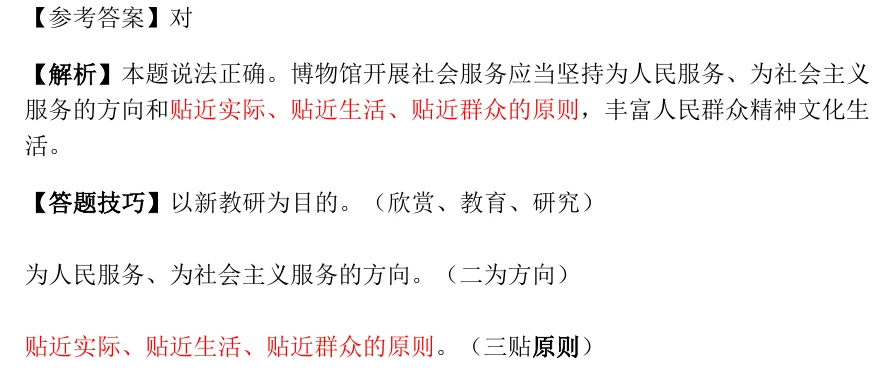 【参考答案】对
【解析】本题说法正确。博物馆开展社会服务应当坚持为人民服务、为社会主义
服务的方向和贴近实际、贴近生活、贴近群众的原则，丰富人民群众精神文化生
活。
【答题技巧】以新教研为目的。（欣赏、教育、研究）
为人民服务、为社会主义服务的方向。（二为方向）
贴近实际、贴近生活、贴近群众的原则。（三贴原则）